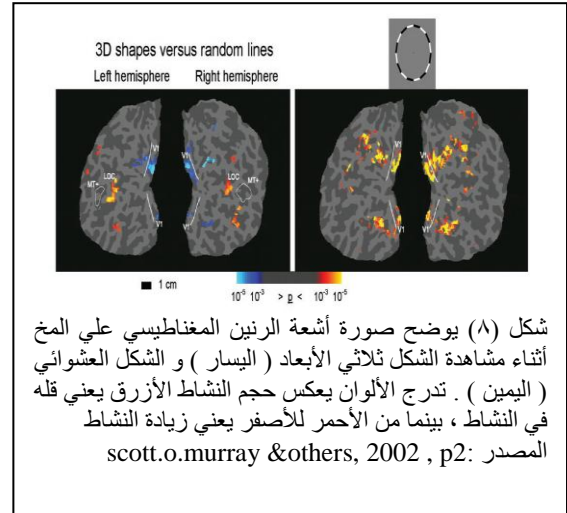 3D shapes versus random lines
Left hemisphere Right hemisphere
V1 V1 V1 V1
LOC LOC
MT+ MT+
V1 V1 V1 V1
1 cm
10⁻⁵ 10⁻³ > p < 10⁻³ 10⁻⁵
شكل (٨) يوضح صورة أشعة الرنين المغناطيسي علي المخ
أثناء مشاهدة الشكل ثلاثي الأبعاد ( اليسار ) و الشكل العشوائي
( اليمين ) . تدرج الألوان يعكس حجم النشاط الأزرق يعني قله
في النشاط ، بينما من الأحمر للأصفر يعني زيادة النشاط
المصدر :scott.o.murray &others, 2002 , p2